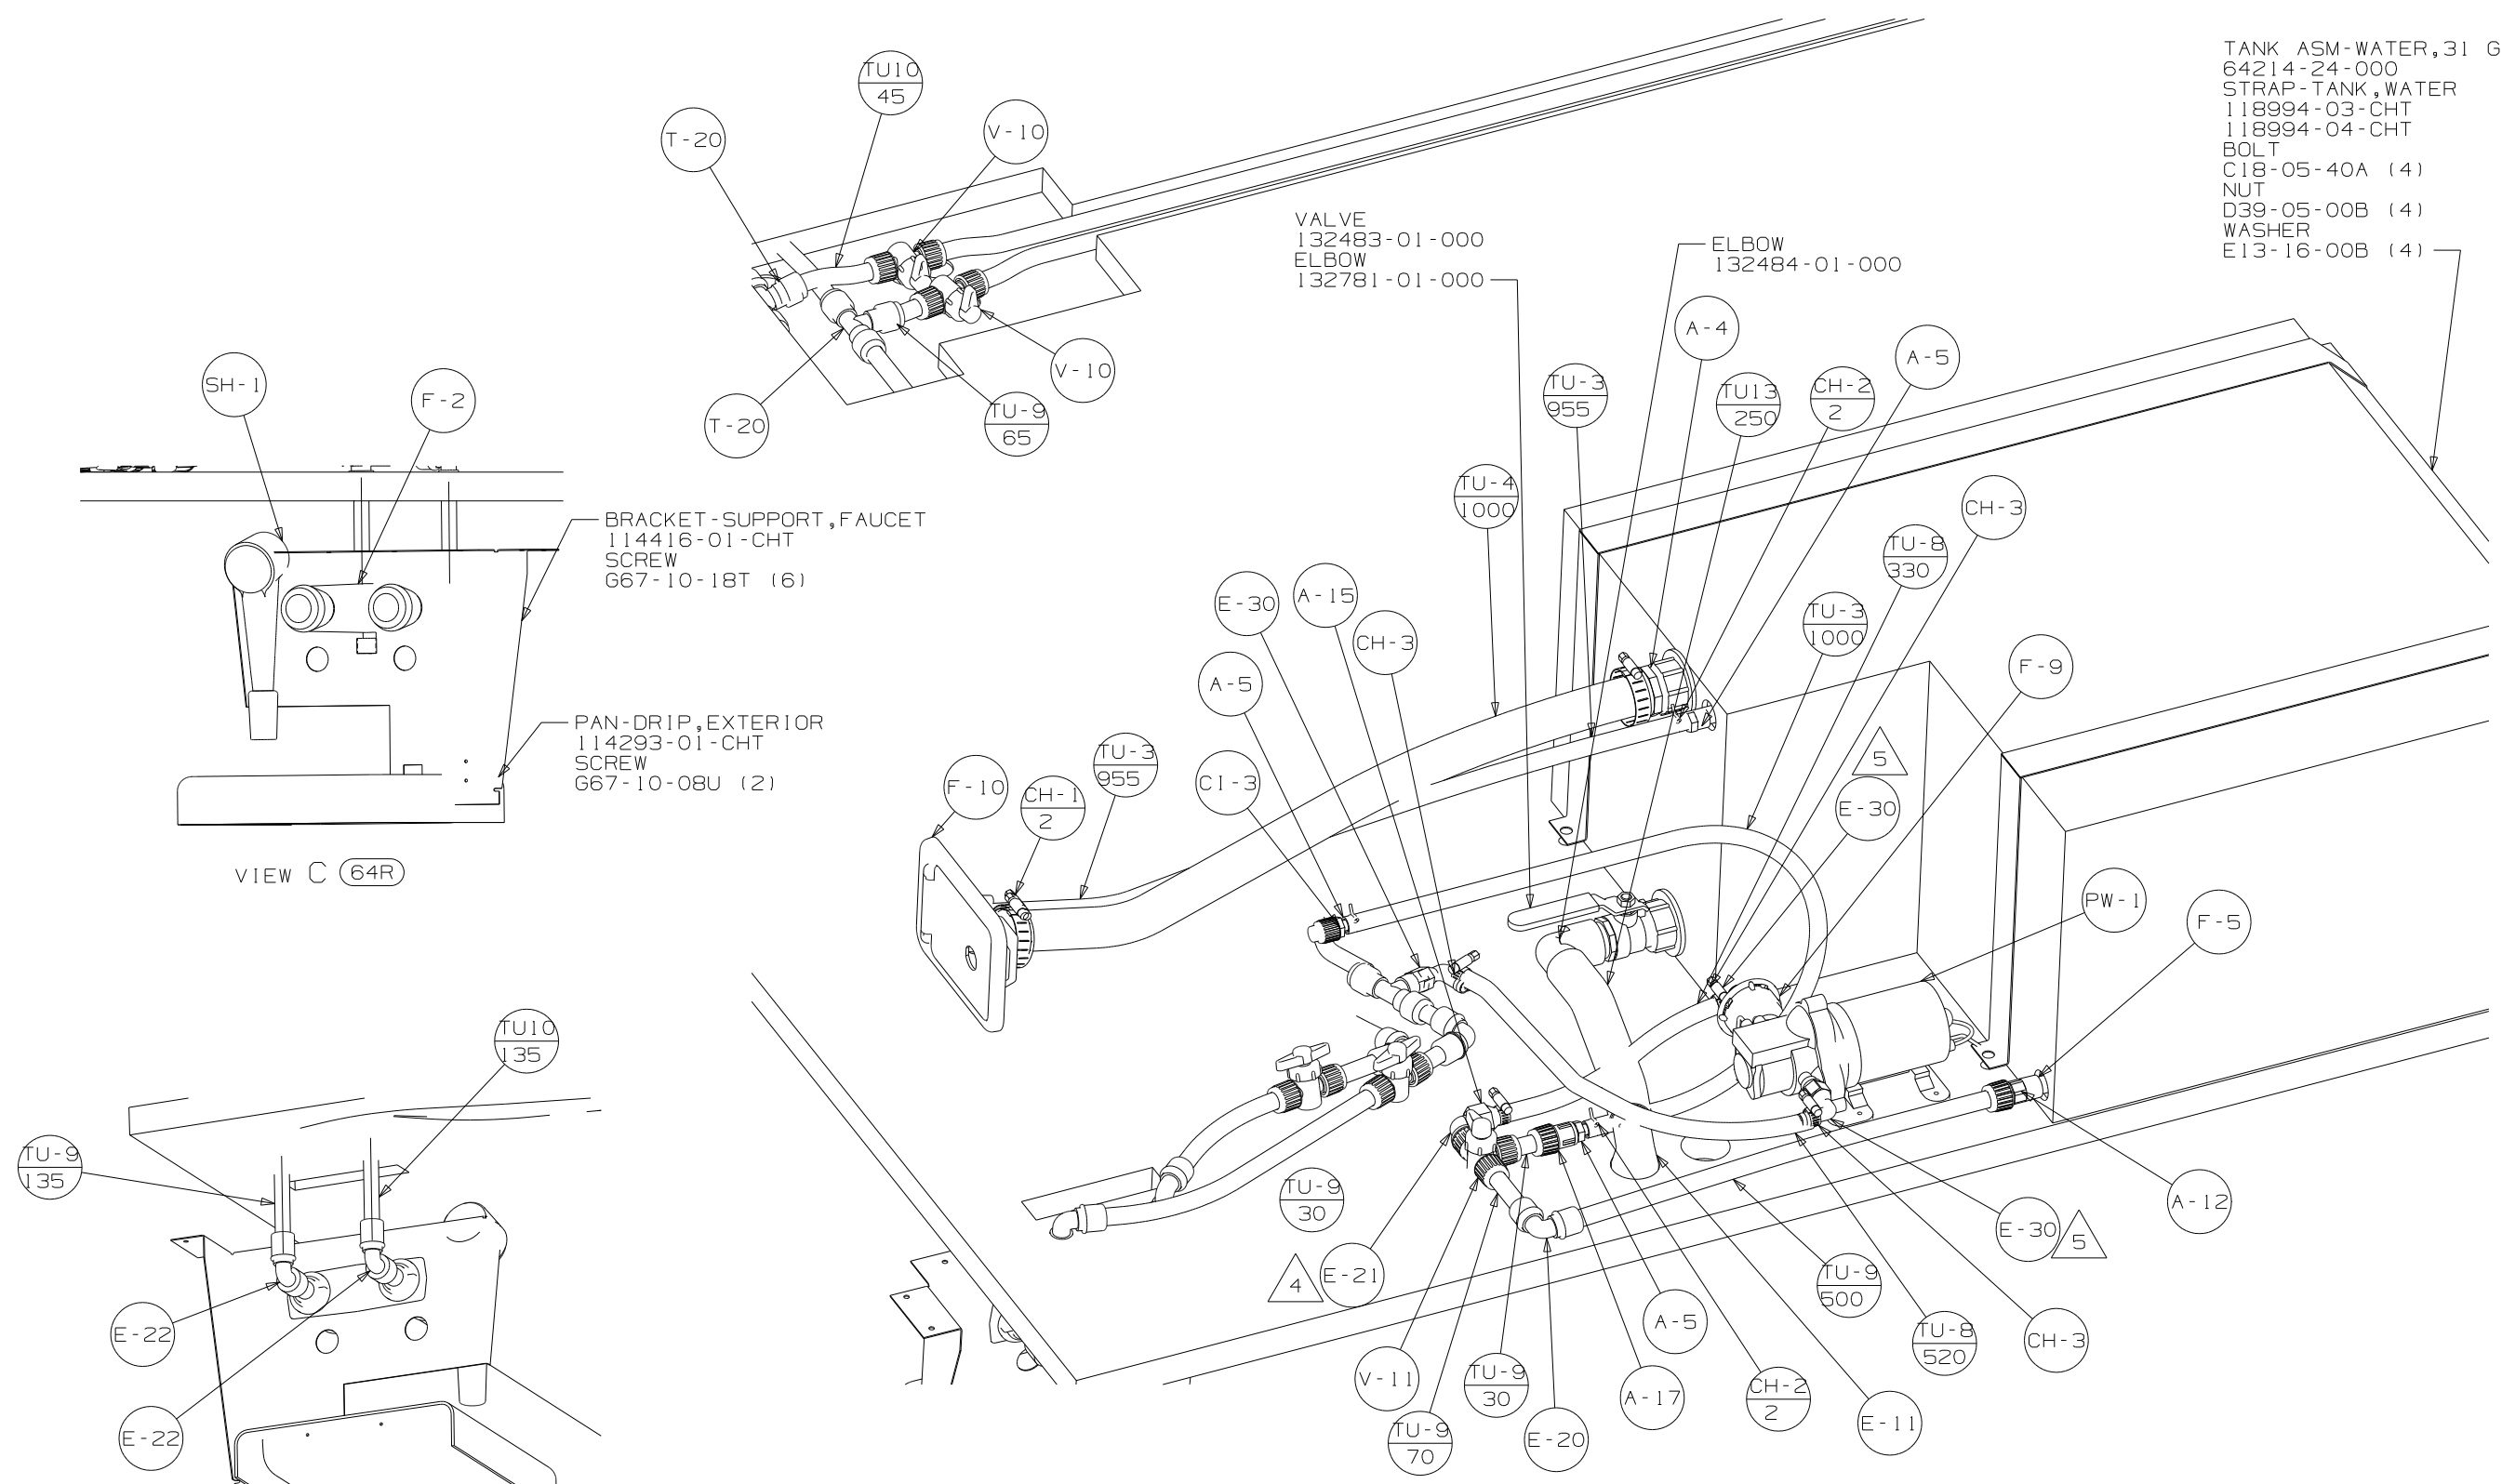 TANK ASM-WATER,31 G
64214-24-000
STRAP-TANK,WATER
118994-03-CHT
118994-04-CHT
BOLT
C18-05-40A (4)
NUT
D39-05-00B (4)
WASHER
E13-16-00B (4)
TU10
45
T-20
V-10
VALVE
132483-01-000
ELBOW
132781-01-000
ELBOW
132484-01-000
A-4
A-5
SH-1
F-2
V-10
T-20
TU-9
65
TU-3
955
TU13
250
CH-2
2
TU-4
1000
CH-3
BRACKET-SUPPORT,FAUCET
114416-01-CHT
SCREW
G67-10-18T (6)
TU-8
330
E-30
A-15
CH-3
TU-3
1000
A-5
F-9
PAN-DRIP,EXTERIOR
114293-01-CHT
SCREW
G67-10-08U (2)
F-10
CH-1
2
TU-3
955
C1-3
5
E-30
VIEW C 64R
PW-1
F-5
TU10
135
TU-9
135
TU-9
30
A-12
E-30
5
4
E-21
TU-9
500
E-22
A-5
TU-8
520
CH-3
V-11
TU-9
30
A-17
CH-2
2
E-11
E-22
TU-9
70
E-20